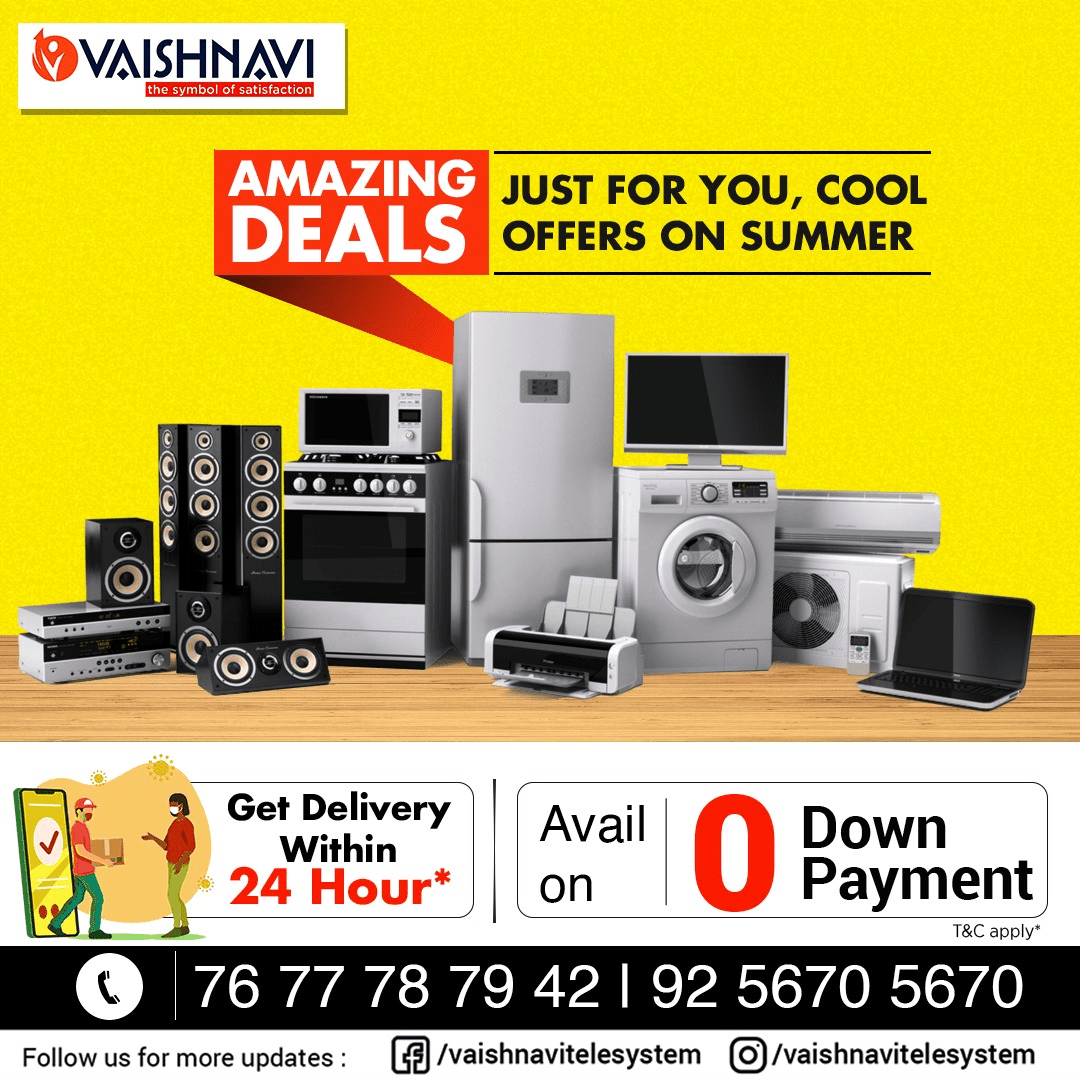 VAISHNAVI
the symbol of satisfaction
AMAZING
DEALS
JUST FOR YOU, COOL
OFFERS ON SUMMER
Get Delivery
Within
24 Hour*
Avail
on
0
Down
Payment
T&C apply*
76 77 78 79 42 | 92 5670 5670
Follow us for more updates : /vaishnavitelesystem /vaishnavitelesystem